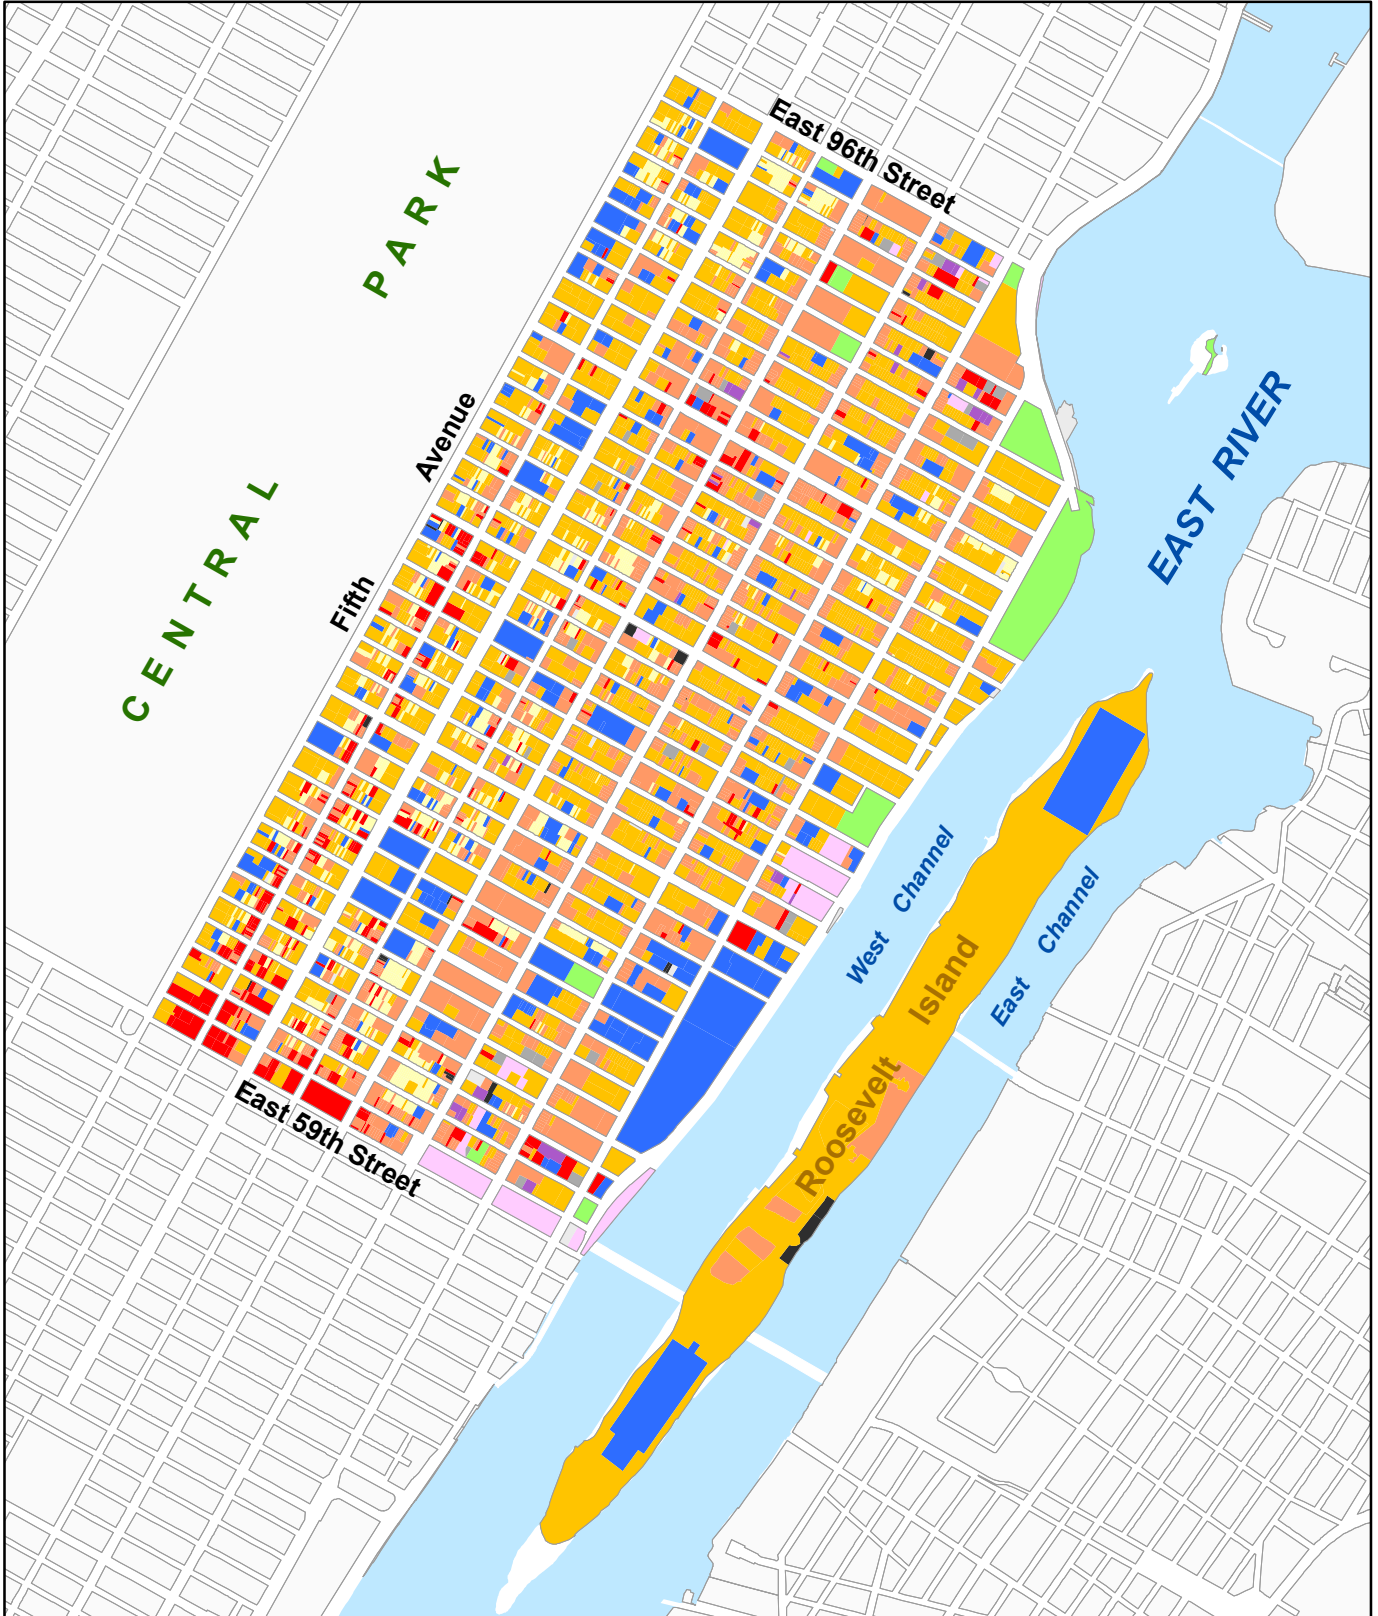 East 96th Street
CENTRAL PARK
Fifth Avenue
EAST RIVER
West Channel
East Channel
Roosevelt Island
East 59th Street